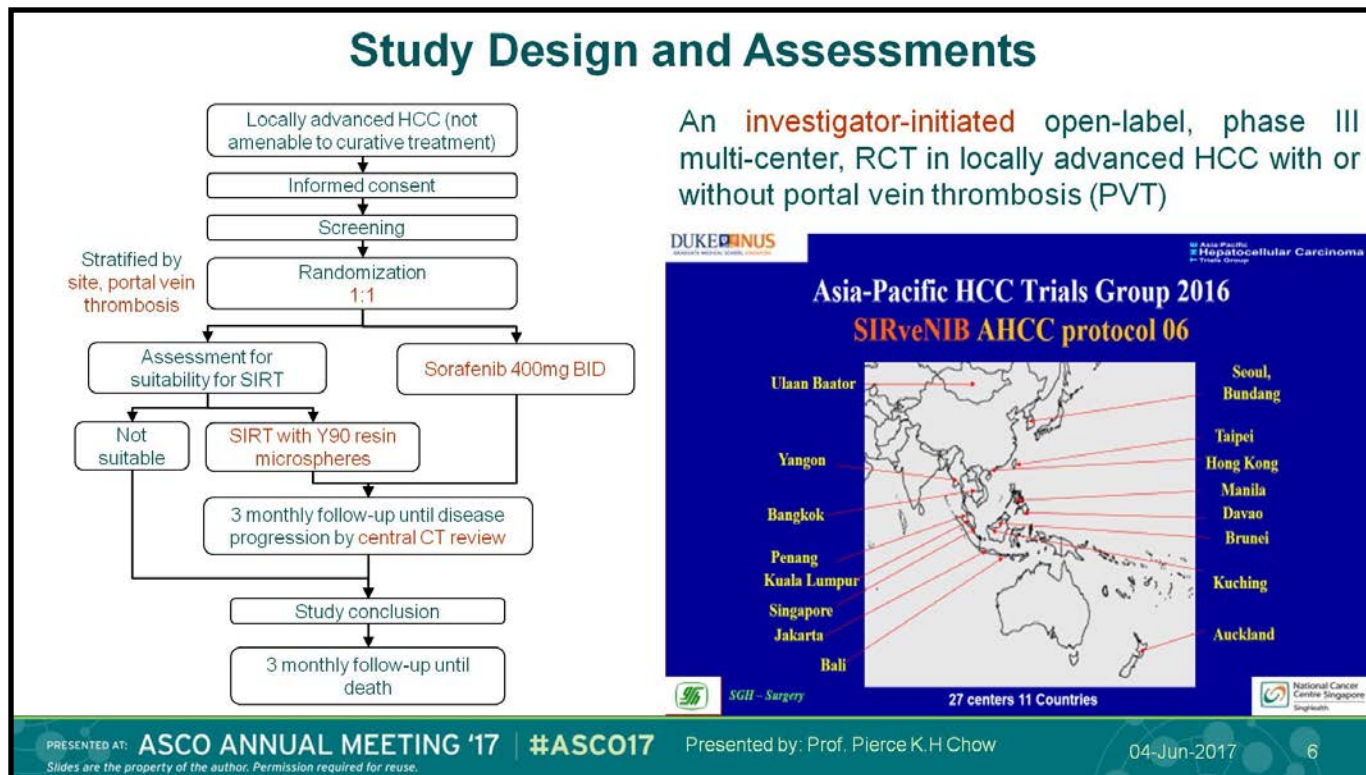 Study Design and Assessments
Locally advanced HCC (not
amenable to curative treatment)
Informed consent
Screening
Stratified by
site, portal vein
thrombosis
Randomization
1:1
Assessment for
suitability for SIRT
Sorafenib 400mg BID
Not
suitable
SIRT with Y90 resin
microspheres
3 monthly follow-up until disease
progression by central CT review
Study conclusion
3 monthly follow-up until
death
An investigator-initiated open-label, phase III
multi-center, RCT in locally advanced HCC with or
without portal vein thrombosis (PVT)
DUKE NUS
GRADUATE MEDICAL SCHOOL SINGAPORE
Asia-Pacific
Hepatocellular Carcinoma
Trials Group
Asia-Pacific HCC Trials Group 2016
SIRveNIB AHCC protocol 06
Ulaan Baator
Yangon
Bangkok
Penang
Kuala Lumpur
Singapore
Jakarta
Bali
Seoul,
Bundang
Taipei
Hong Kong
Manila
Davao
Brunei
Kuching
Auckland
SGH – Surgery
27 centers 11 Countries
National Cancer
Centre Singapore
SingHealth
PRESENTED AT: ASCO ANNUAL MEETING '17 | #ASCO17
Presented by: Prof. Pierce K.H Chow
04-Jun-2017
6
Slides are the property of the author. Permission required for reuse.